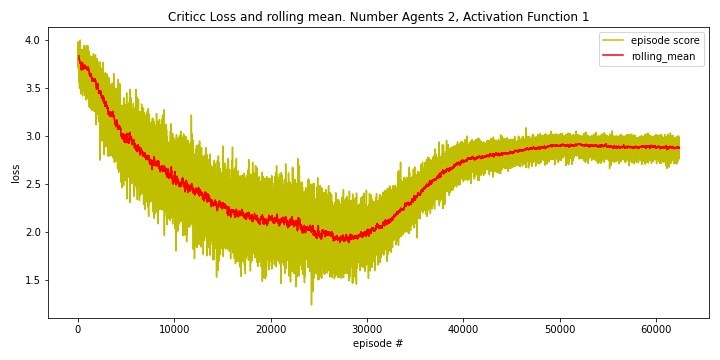 Criticc Loss and rolling mean. Number Agents 2, Activation Function 1
episode score
rolling_mean
loss
4.0
3.5
3.0
2.5
2.0
1.5
0 10000 20000 30000 40000 50000 60000
episode #